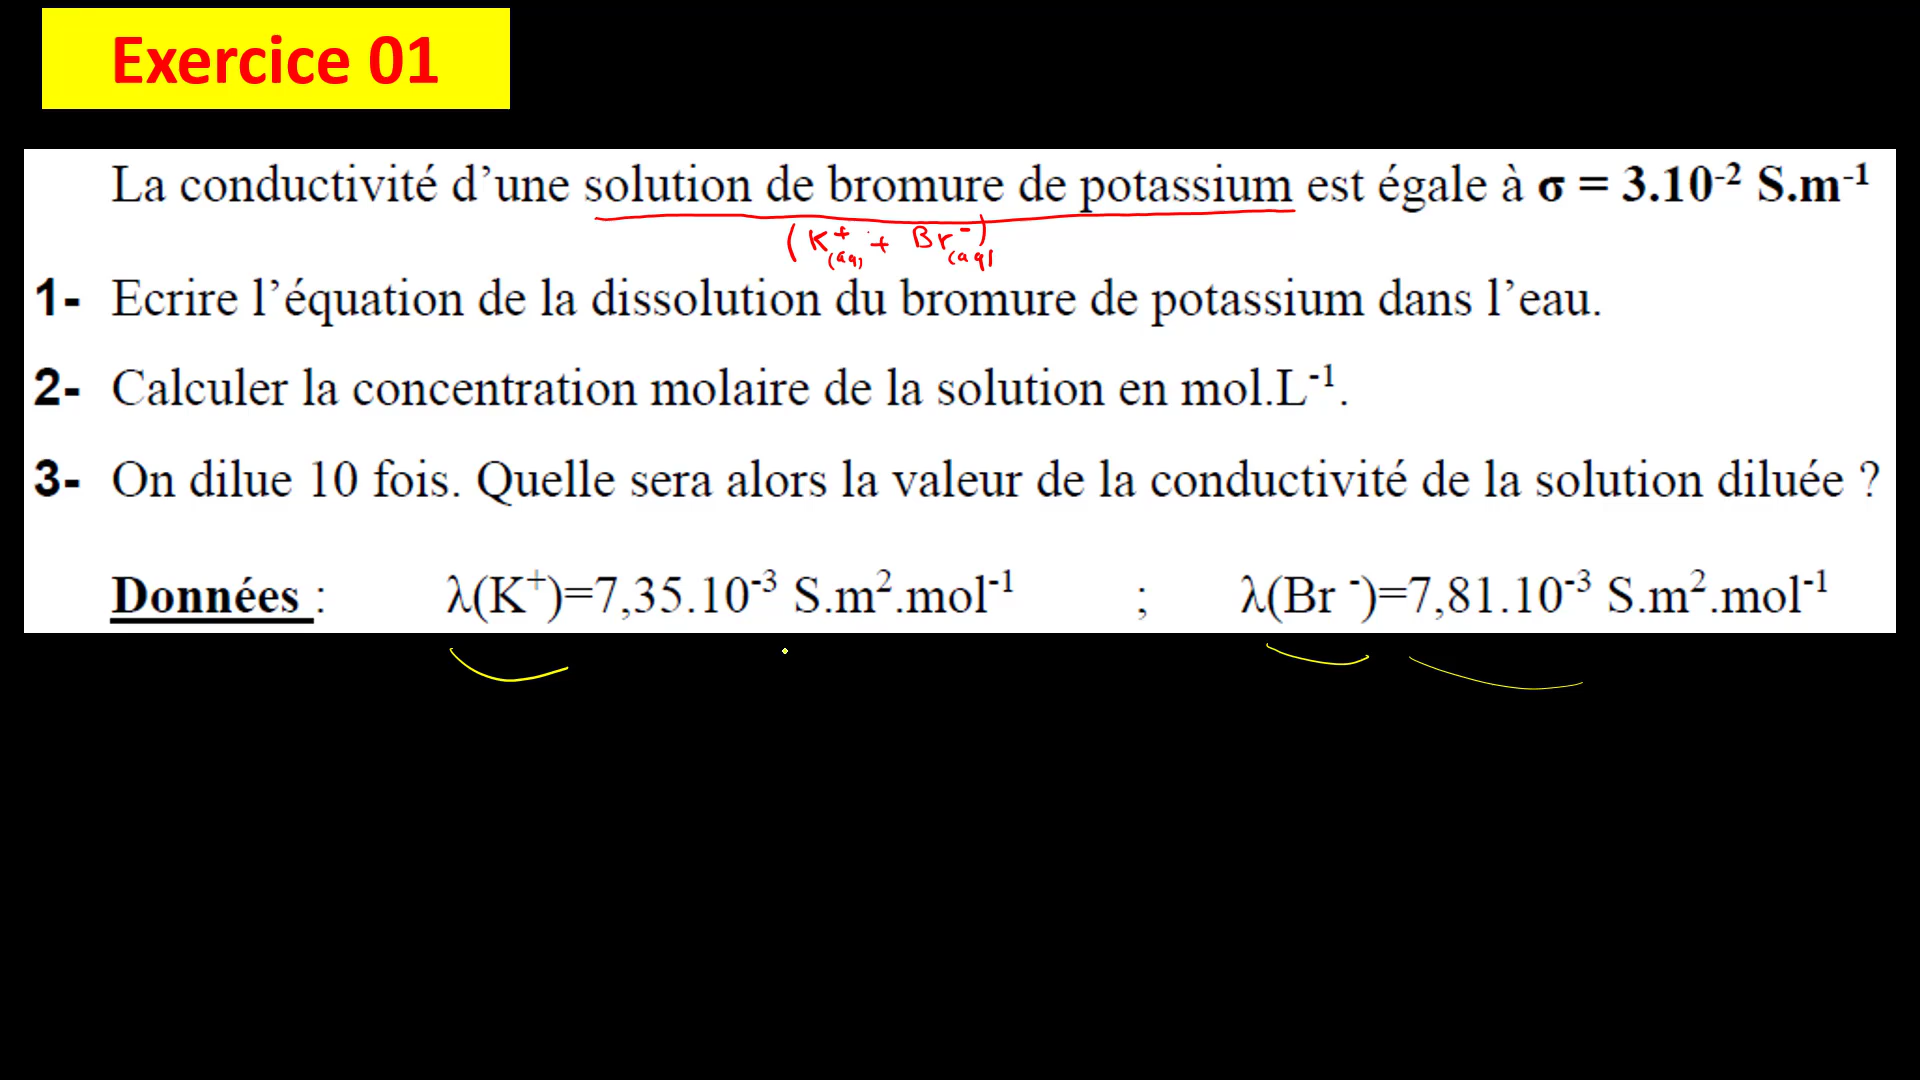 Exercice 01
La conductivité d’une solution de bromure de potassium est égale à σ = 3.10⁻² S.m⁻¹
(K⁺(aq) + Br⁻(aq))
1- Ecrire l’équation de la dissolution du bromure de potassium dans l’eau.
2- Calculer la concentration molaire de la solution en mol.L⁻¹.
3- On dilue 10 fois. Quelle sera alors la valeur de la conductivité de la solution diluée ?
Données : λ(K⁺)=7,35.10⁻³ S.m².mol⁻¹ ; λ(Br ⁻)=7,81.10⁻³ S.m².mol⁻¹